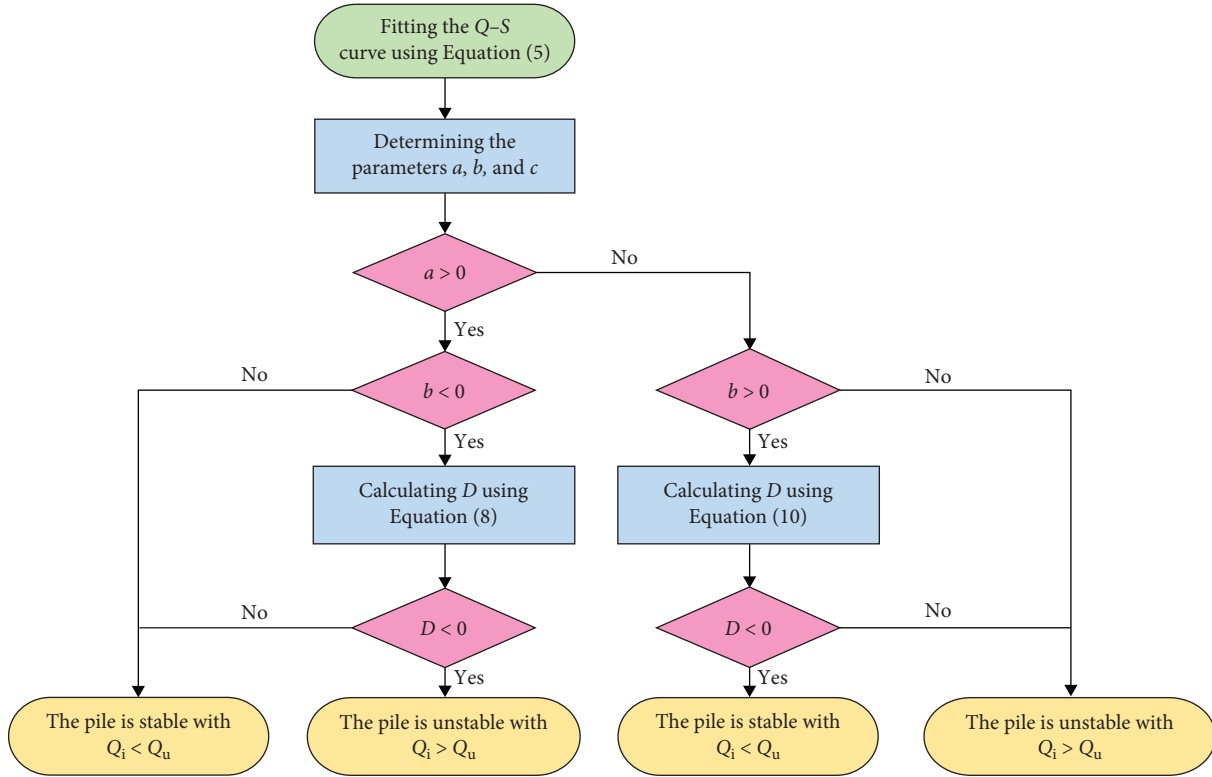 Fitting the Q–S
curve using Equation (5)
Determining the
parameters a, b, and c
a > 0
No
Yes
No
b < 0
b > 0
No
Yes
Yes
Calculating D using
Equation (8)
Calculating D using
Equation (10)
No
D < 0
D < 0
No
Yes
Yes
The pile is stable with
Qi < Qu
The pile is unstable with
Qi > Qu
The pile is stable with
Qi < Qu
The pile is unstable with
Qi > Qu